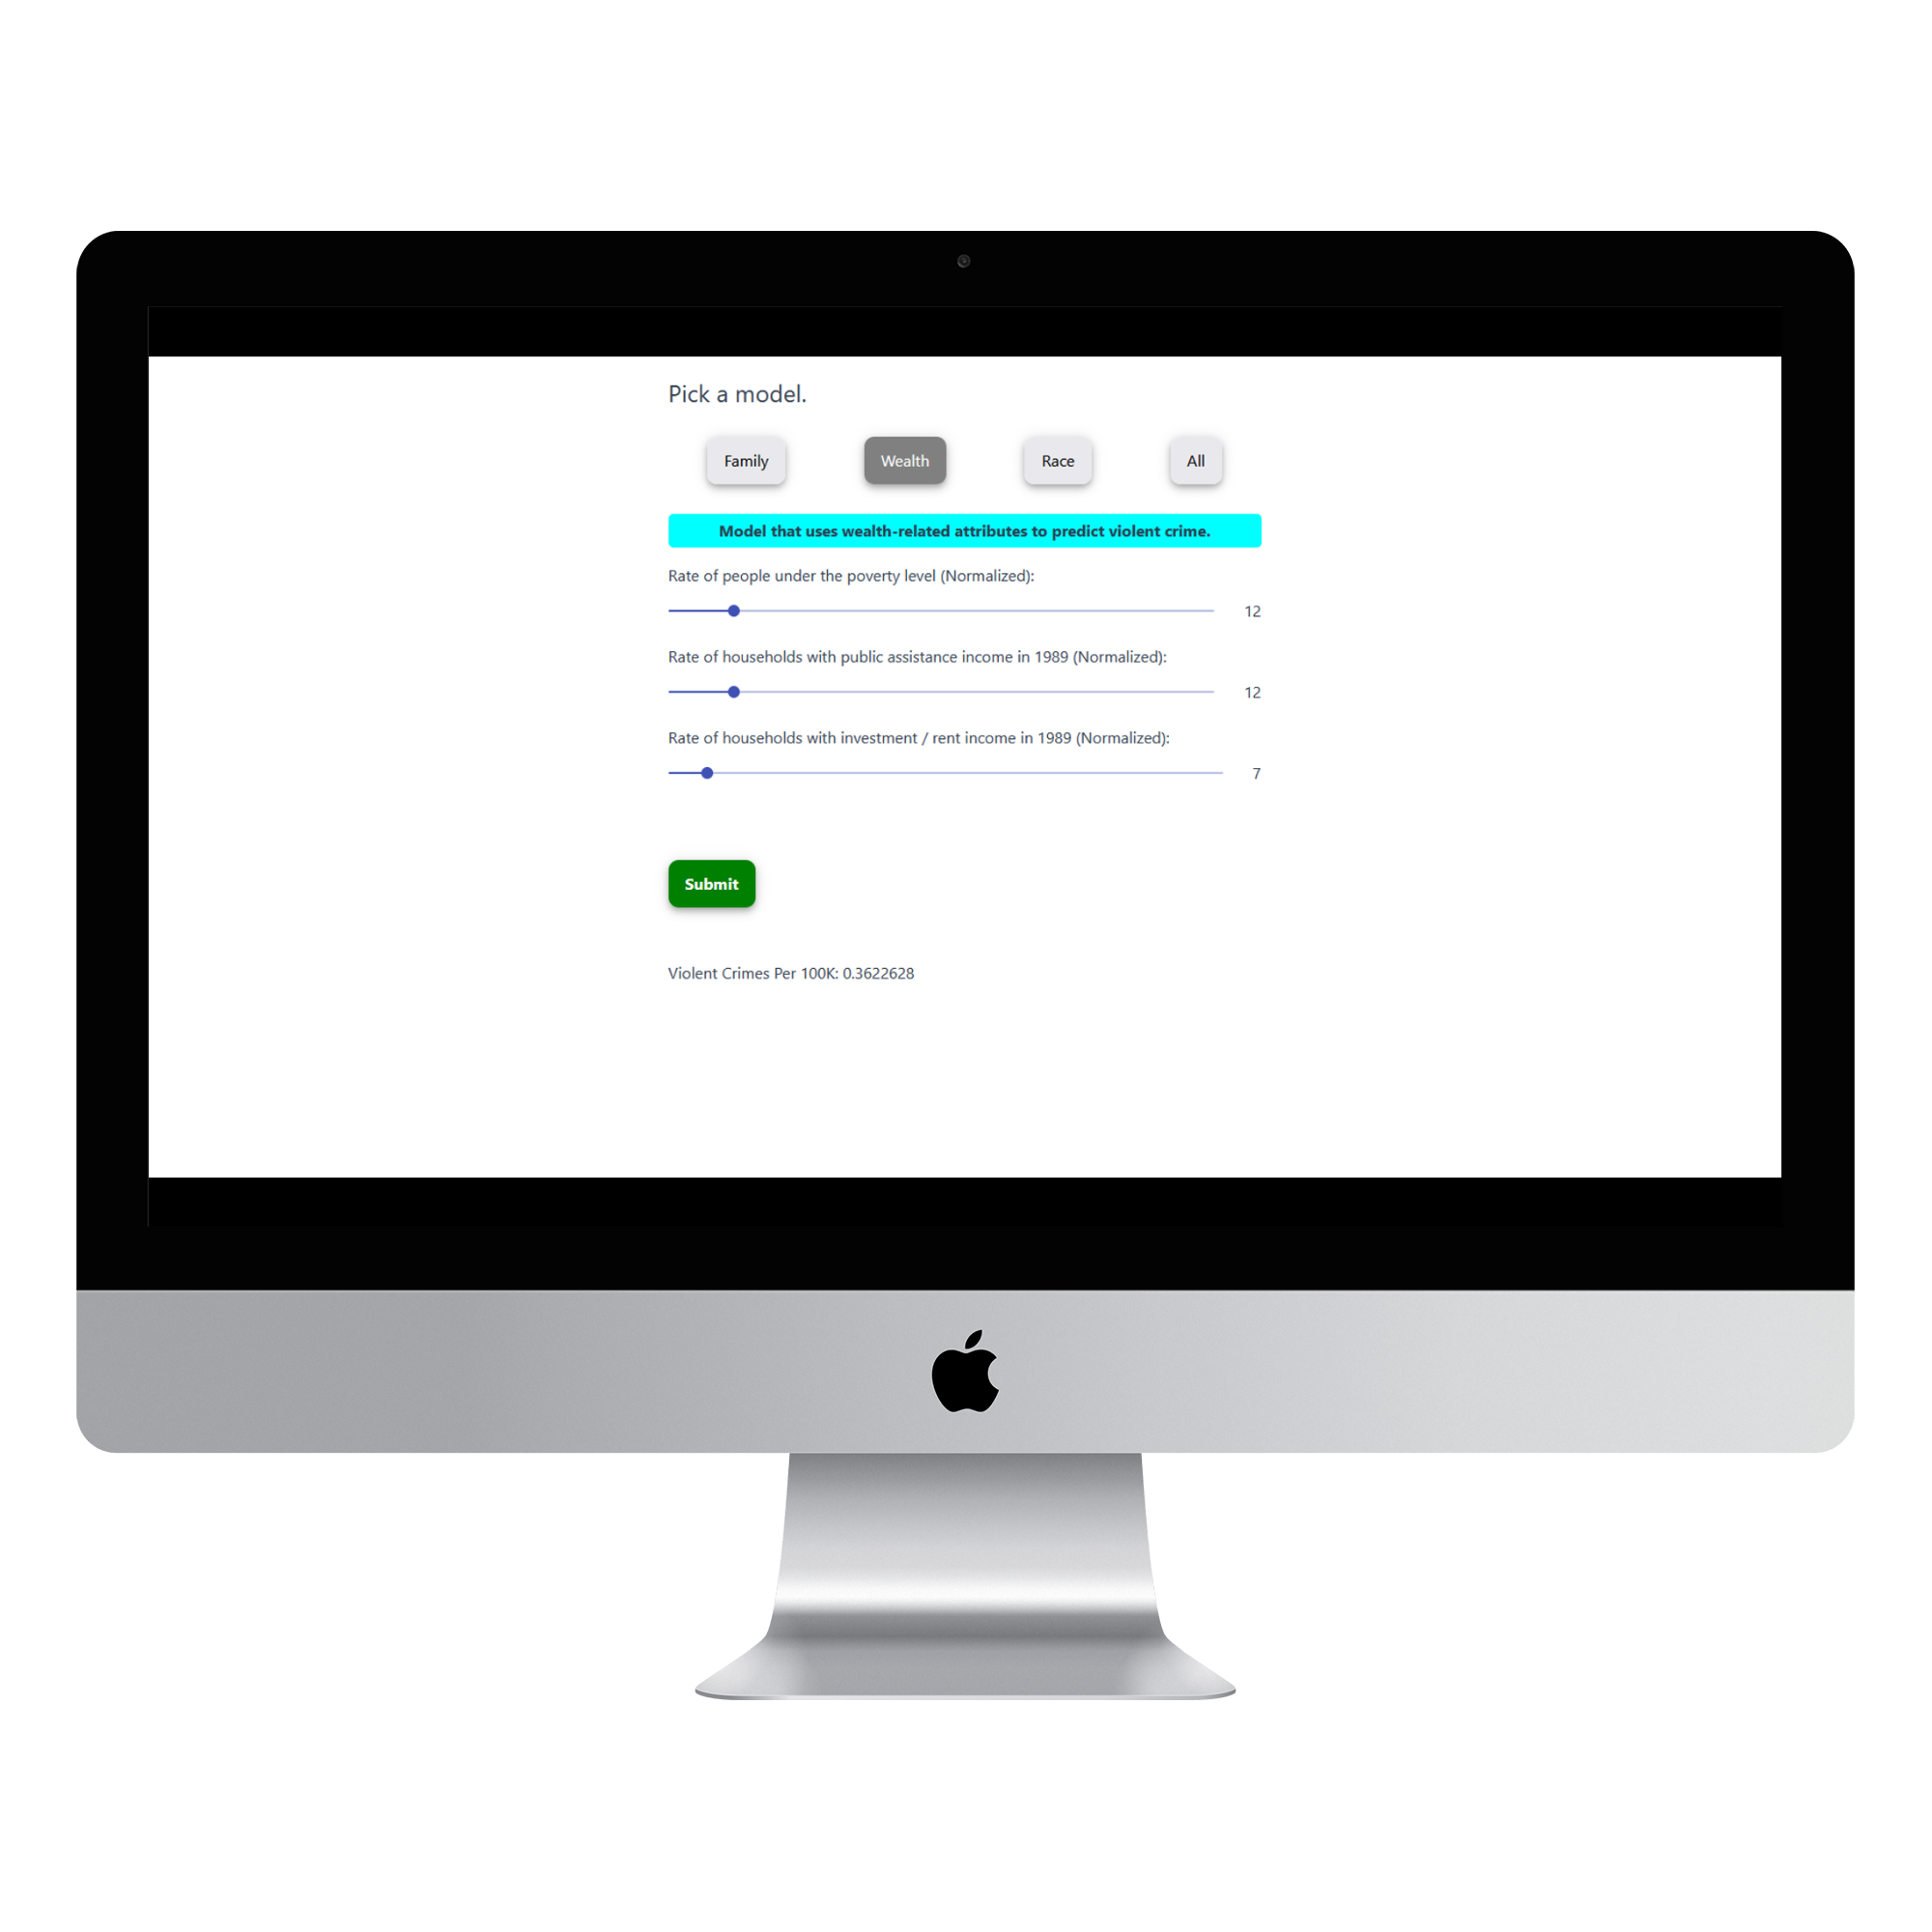 Pick a model.
Family Wealth Race All
Model that uses wealth-related attributes to predict violent crime.
Rate of people under the poverty level (Normalized):
12
Rate of households with public assistance income in 1989 (Normalized):
12
Rate of households with investment / rent income in 1989 (Normalized):
7
Submit
Violent Crimes Per 100K: 0.3622628